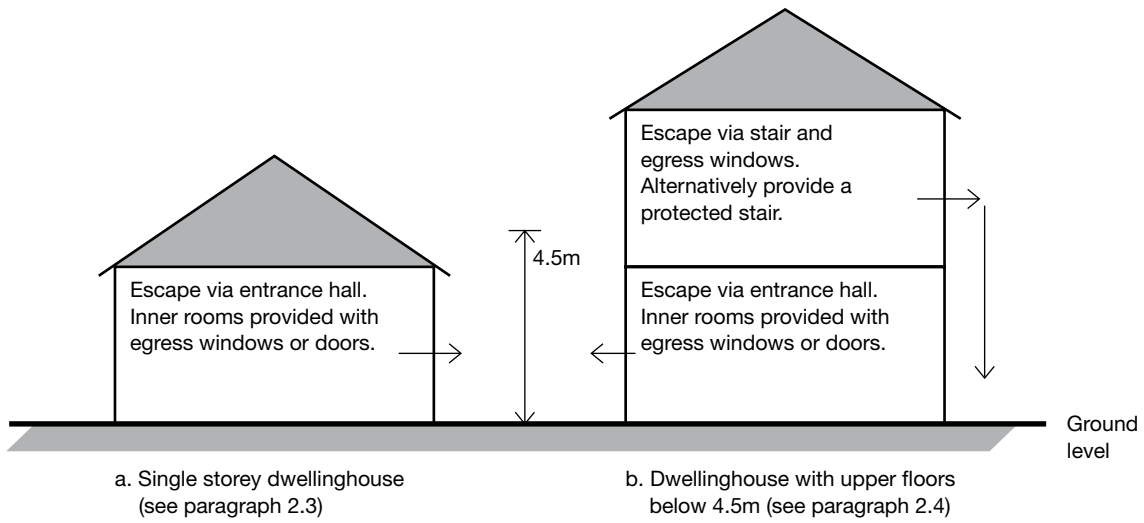 Escape via stair and
egress windows.
Alternatively provide a
protected stair.
4.5m
Escape via entrance hall.
Inner rooms provided with
egress windows or doors.
Escape via entrance hall.
Inner rooms provided with
egress windows or doors.
Ground
level
a. Single storey dwellinghouse
(see paragraph 2.3)
b. Dwellinghouse with upper floors
below 4.5m (see paragraph 2.4)